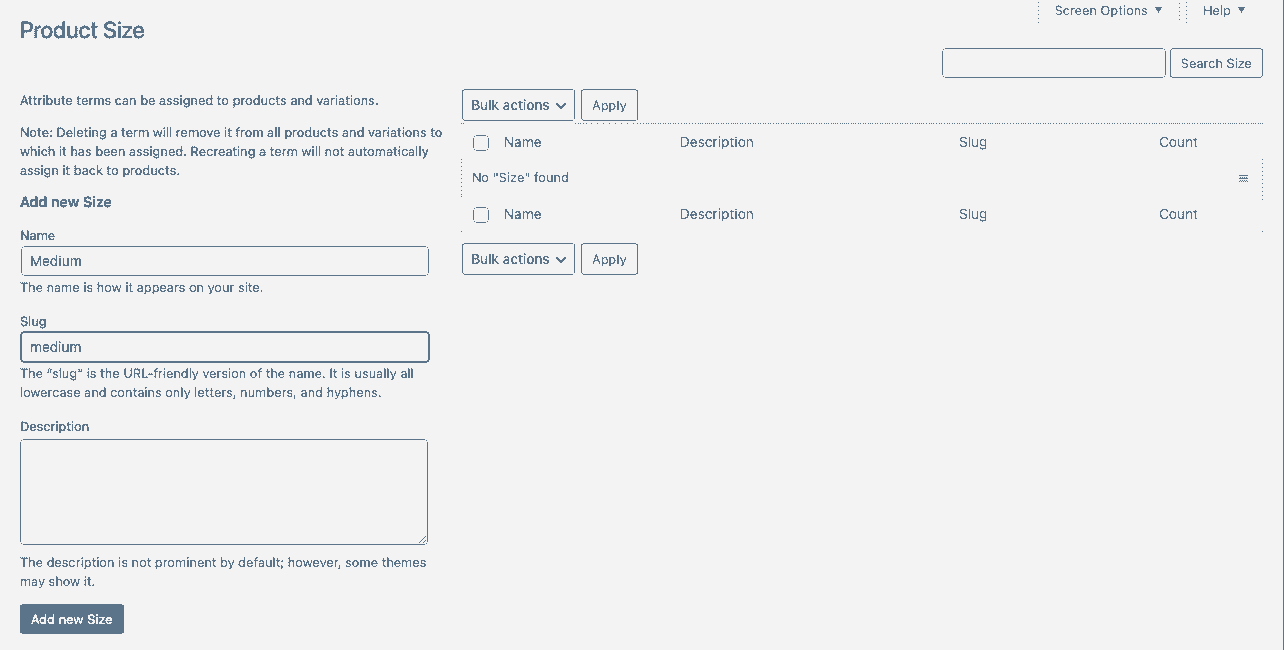 Screen Options ▼
Help ▼
Product Size
Search Size
Attribute terms can be assigned to products and variations.
Note: Deleting a term will remove it from all products and variations to
which it has been assigned. Recreating a term will not automatically
assign it back to products.
Add new Size
Name
Medium
The name is how it appears on your site.
Slug
medium
The “slug” is the URL-friendly version of the name. It is usually all
lowercase and contains only letters, numbers, and hyphens.
Description
The description is not prominent by default; however, some themes
may show it.
Add new Size
Bulk actions Apply
Name Description Slug Count
No "Size" found
Name Description Slug Count
Bulk actions Apply